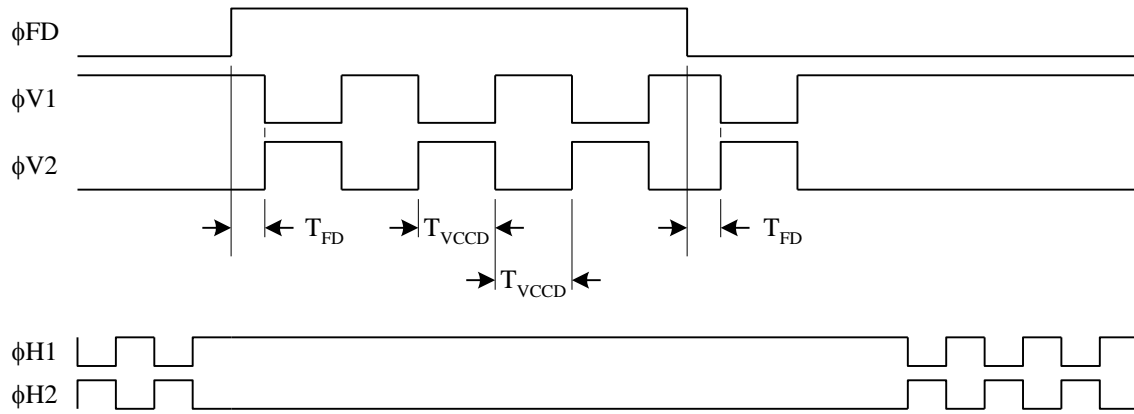 ϕFD
ϕV1
ϕV2
T_FD T_VCCD T_FD
T_VCCD
ϕH1
ϕH2